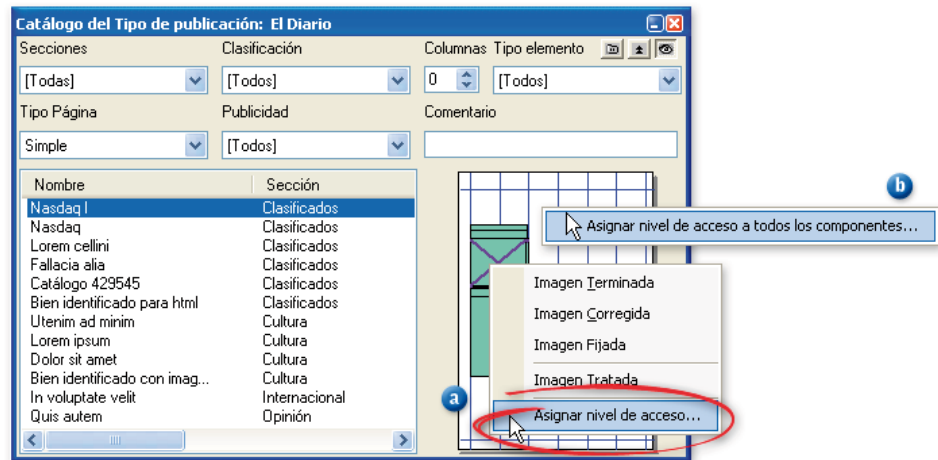 Catálogo del Tipo de publicación: El Diario
Secciones Clasificación Columnas Tipo elemento
[Todas] [Todos] 0 [Todos]
Tipo Página Publicidad Comentario
Simple [Todos]
Nombre Sección
Nasdaq I Clasificados
Nasdaq Clasificados
Lorem cellini Clasificados
Fallacia alia Clasificados
Catálogo 429545 Clasificados
Bien identificado para html Clasificados
Utenim ad minim Cultura
Lorem ipsum Cultura
Dolor sit amet Cultura
Bien identificado con imag... Cultura
In voluptate velit Internacional
Quis autem Opinión
b
Asignar nivel de acceso a todos los componentes...
Imagen Terminada
Imagen Corregida
Imagen Fijada
Imagen Tratada
a
Asignar nivel de acceso...